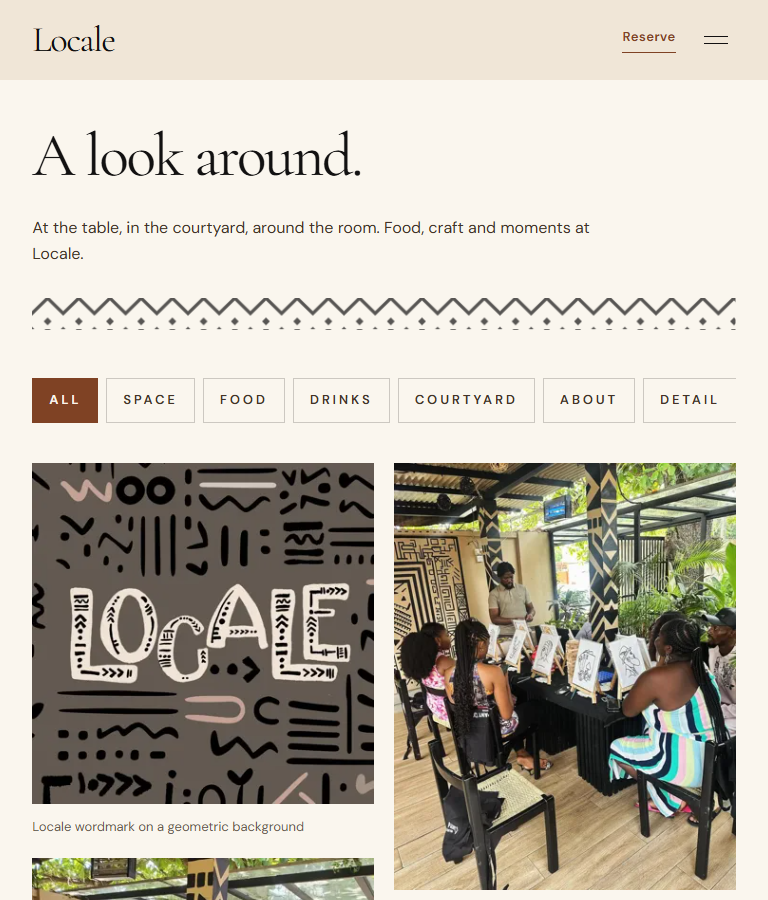 Locale
Reserve
A look around.
At the table, in the courtyard, around the room. Food, craft and moments at
Locale.
ALL
SPACE
FOOD
DRINKS
COURTYARD
ABOUT
DETAIL
LOCALE
Locale wordmark on a geometric background